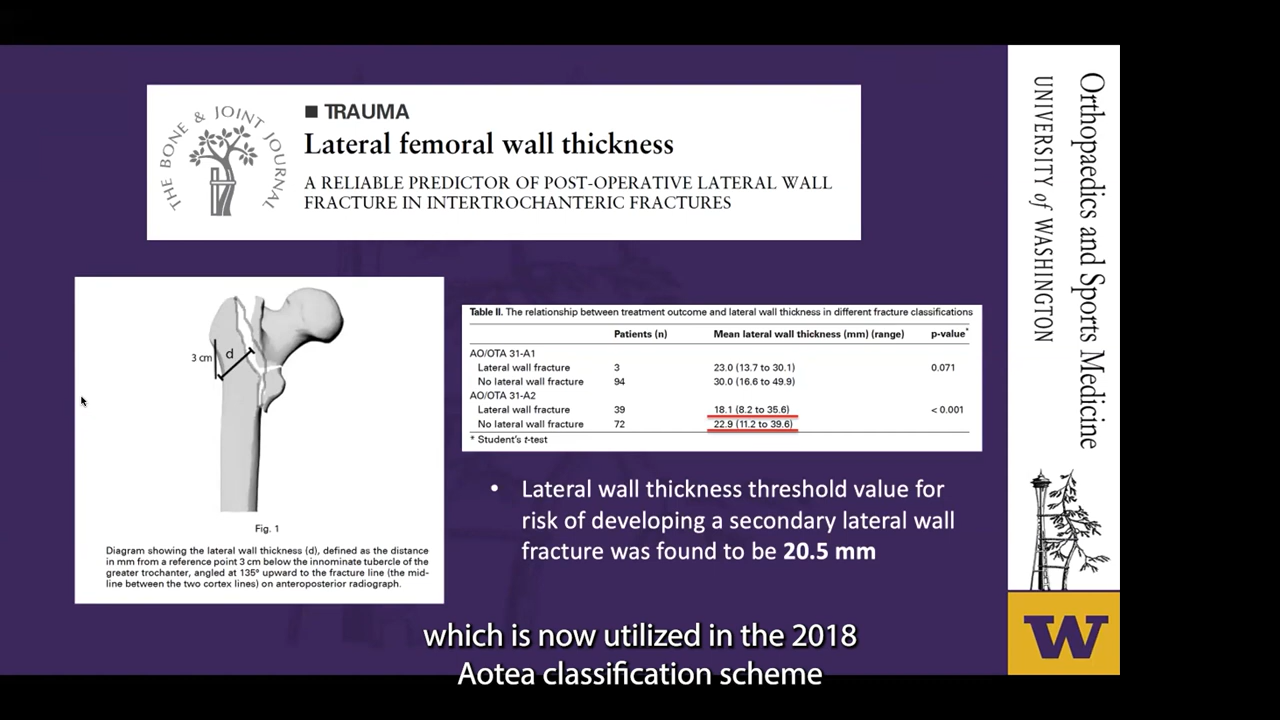 THE BONE & JOINT JOURNAL
■ TRAUMA
Lateral femoral wall thickness
A RELIABLE PREDICTOR OF POST-OPERATIVE LATERAL WALL
FRACTURE IN INTERTROCHANTERIC FRACTURES
3 cm
d
Fig. 1
Diagram showing the lateral wall thickness (d), defined as the distance
in mm from a reference point 3 cm below the innominate tubercle of the
greater trochanter, angled at 135° upward to the fracture line (the mid-
line between the two cortex lines) on anteroposterior radiograph.
Table II. The relationship between treatment outcome and lateral wall thickness in different fracture classifications
Patients (n) Mean lateral wall thickness (mm) (range) p-value*
AO/OTA 31-A1
Lateral wall fracture 3 23.0 (13.7 to 30.1) 0.071
No lateral wall fracture 94 30.0 (16.6 to 49.9)
AO/OTA 31-A2
Lateral wall fracture 39 18.1 (8.2 to 35.6) < 0.001
No lateral wall fracture 72 22.9 (11.2 to 39.6)
* Student's t-test
• Lateral wall thickness threshold value for
risk of developing a secondary lateral wall
fracture was found to be 20.5 mm
Orthopaedics and Sports Medicine
UNIVERSITY of WASHINGTON
W
which is now utilized in the 2018
Aotea classification scheme